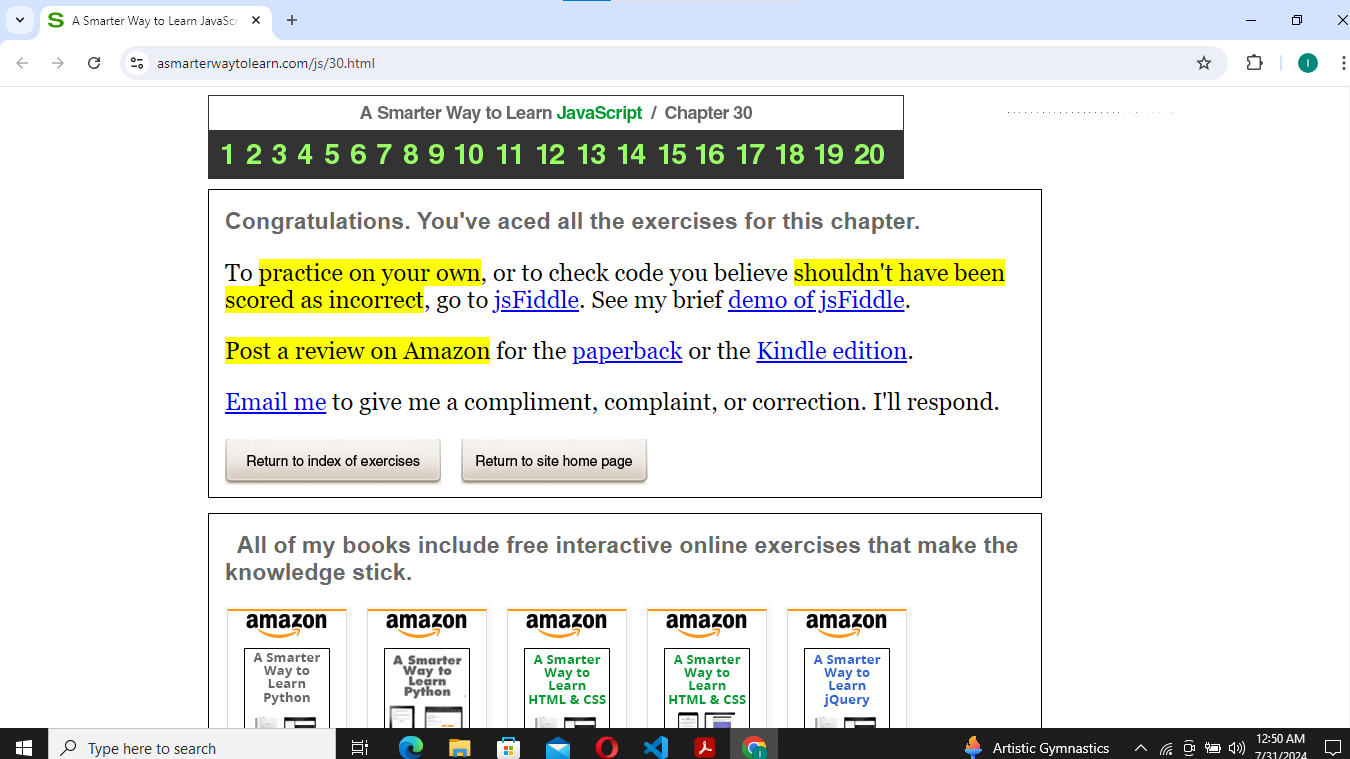 A Smarter Way to Learn JavaScr
asmarterwaytolearn.com/js/30.html
I
A Smarter Way to Learn JavaScript / Chapter 30
1 2 3 4 5 6 7 8 9 10 11 12 13 14 15 16 17 18 19 20
Congratulations. You've aced all the exercises for this chapter.
To practice on your own, or to check code you believe shouldn't have been
scored as incorrect, go to jsFiddle. See my brief demo of jsFiddle.
Post a review on Amazon for the paperback or the Kindle edition.
Email me to give me a compliment, complaint, or correction. I'll respond.
Return to index of exercises Return to site home page
All of my books include free interactive online exercises that make the
knowledge stick.
amazon amazon amazon amazon amazon
A Smarter A Smarter A Smarter A Smarter A Smarter
Way to Way to Way to Way to Way to
Learn Learn Learn Learn Learn
Python Python HTML & CSS HTML & CSS jQuery
Type here to search
Artistic Gymnastics
12:50 AM
7/31/2024